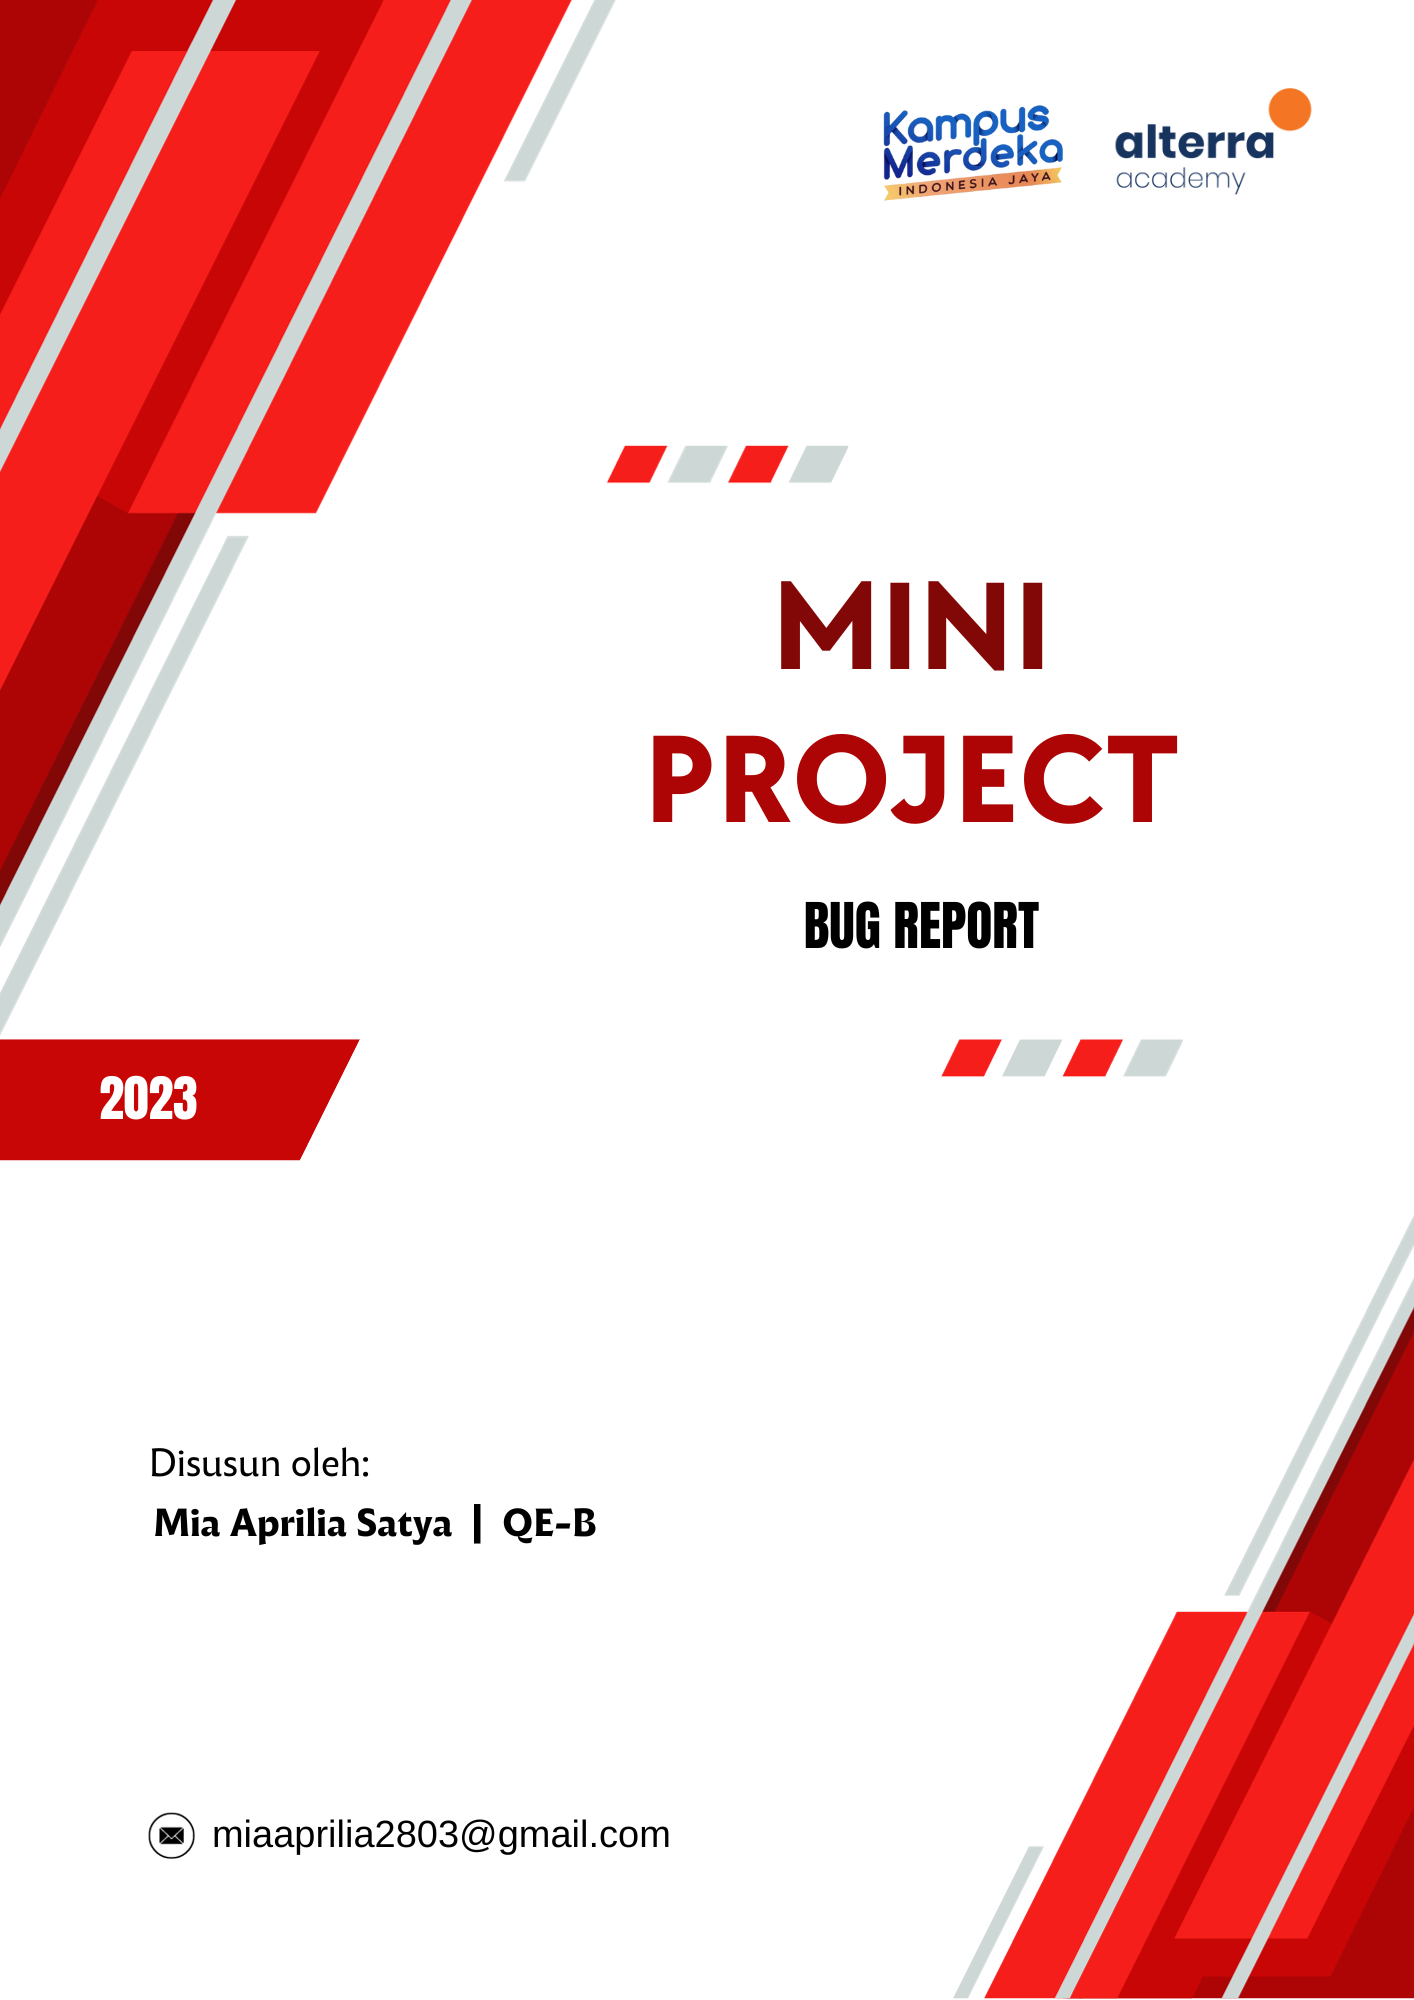 Kampus
Merdeka
INDONESIA JAYA
alterra
academy
MINI
PROJECT
BUG REPORT
2023
Disusun oleh:
Mia Aprilia Satya | QE-B
miaaprilia2803@gmail.com